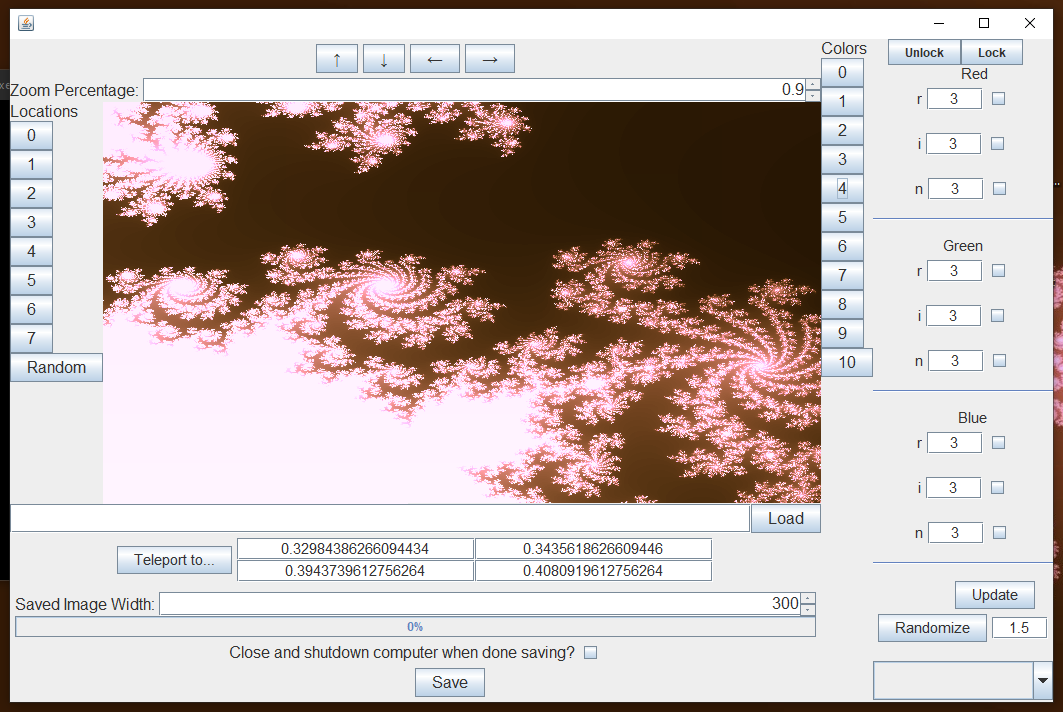 ↑ ↓ ← →
Zoom Percentage: 0.9
Locations
0
1
2
3
4
5
6
7
Random
Colors
0
1
2
3
4
5
6
7
8
9
10
Unlock Lock
Red
r 3
i 3
n 3
Green
r 3
i 3
n 3
Blue
r 3
i 3
n 3
Update
Randomize 1.5
Load
Teleport to...
0.32984386266094434 0.3435618626609446
0.3943739612756264 0.4080919612756264
Saved Image Width: 300
0%
Close and shutdown computer when done saving?
Save